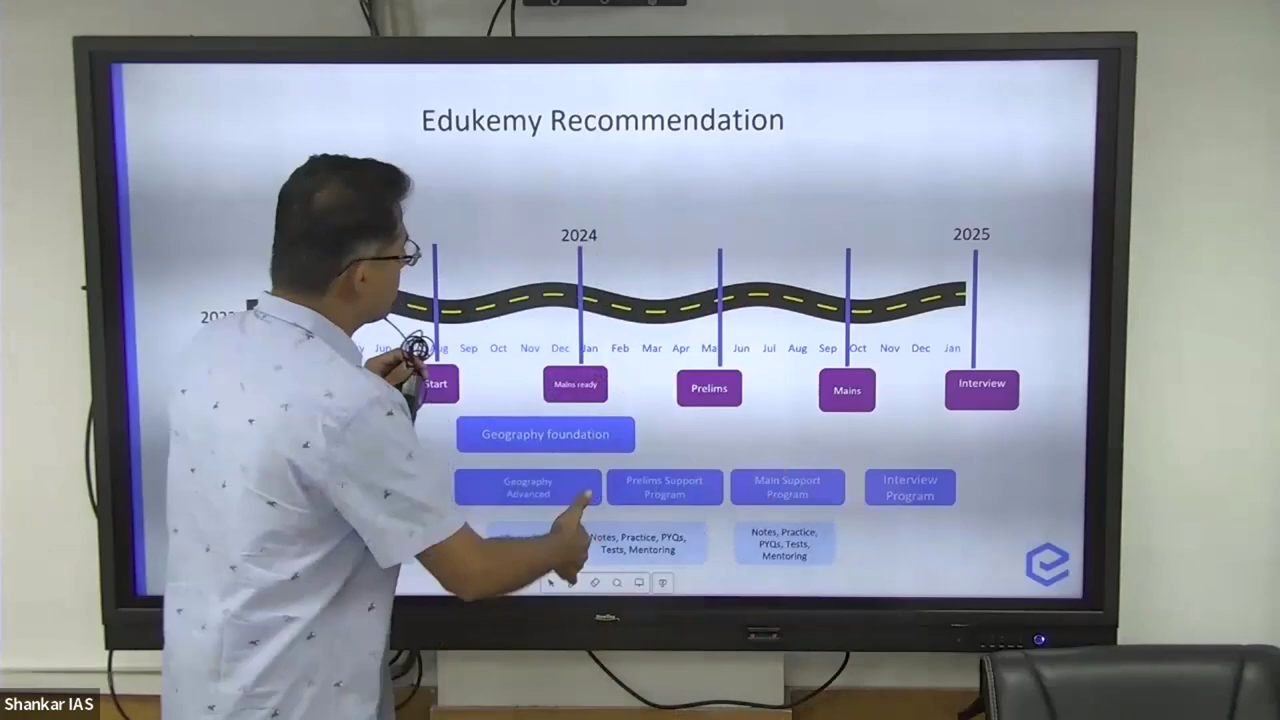 Edukemy Recommendation
2024
2025
Jun
Sep
Oct
Nov
Dec
Jan
Feb
Mar
Apr
May
Jun
Jul
Aug
Sep
Oct
Nov
Dec
Jan
Start
Mains ready
Prelims
Mains
Interview
Geography foundation
Geography
Advanced
Prelims Support
Program
Main Support
Program
Interview
Program
Notes, Practice, PYQs,
Tests, Mentoring
Notes, Practice,
PYQs, Tests,
Mentoring
Shankar IAS